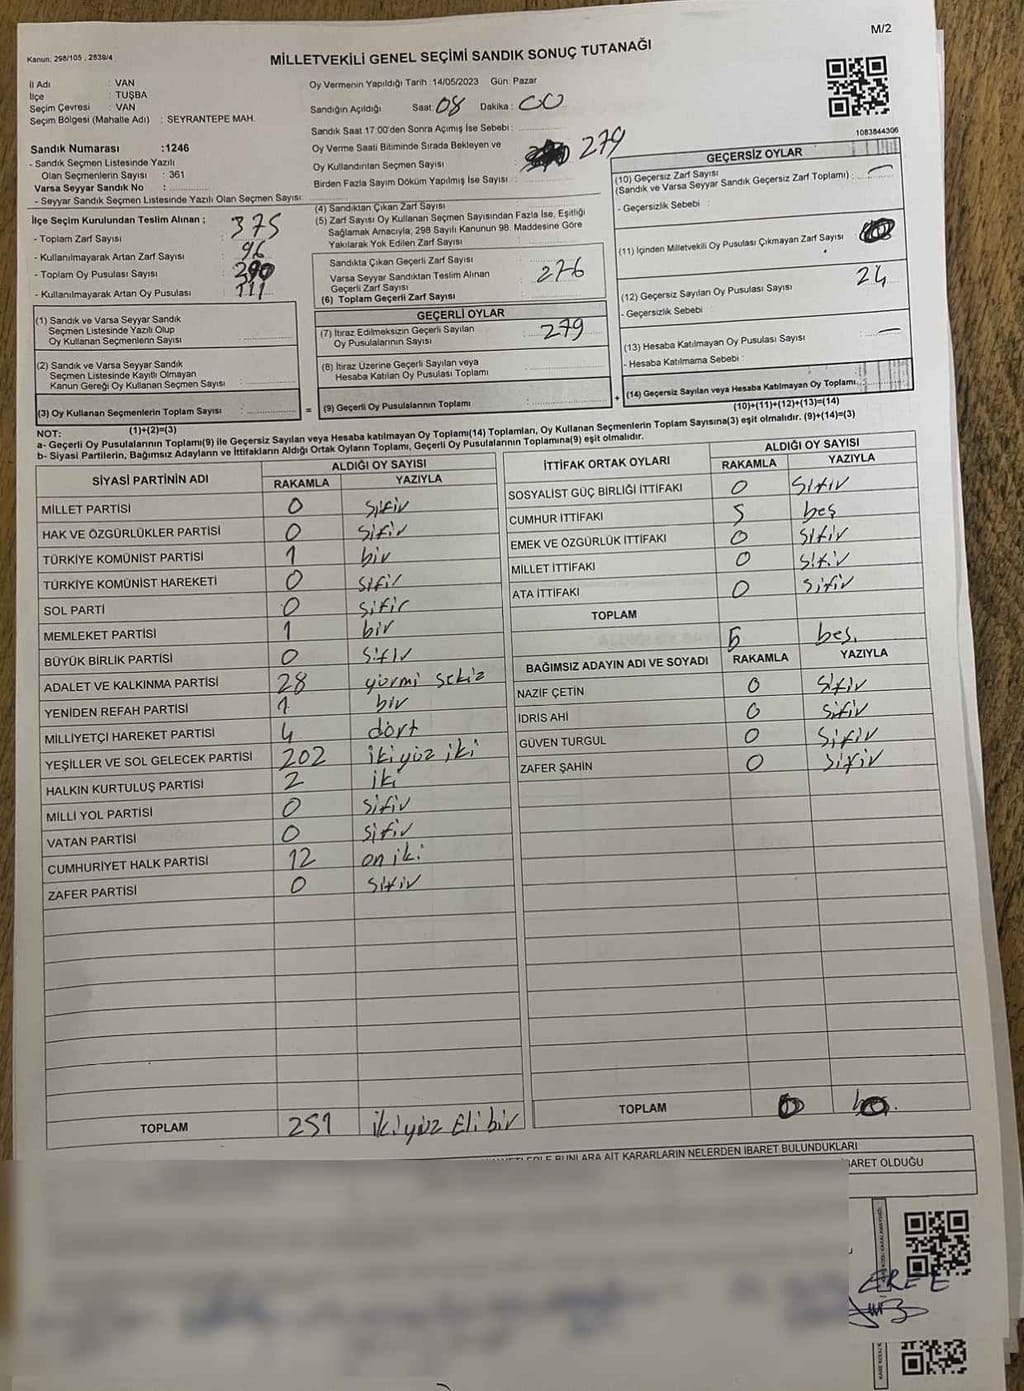 M/2
Kanun; 298/105 , 2839/4
MİLLETVEKİLİ GENEL SEÇİMİ SANDIK SONUÇ TUTANAĞI
İl Adı : VAN
İlçe : TUŞBA
Seçim Çevresi : VAN
Seçim Bölgesi (Mahalle Adı) : SEYRANTEPE MAH.
Sandık Numarası :1246
- Sandık Seçmen Listesinde Yazılı
Olan Seçmenlerin Sayısı : 361
Varsa Seyyar Sandık No :
- Seyyar Sandık Seçmen Listesinde Yazılı Olan Seçmen Sayısı:
Oy Vermenin Yapıldığı Tarih :14/05/2023 Gün: Pazar
Sandığın Açıldığı Saat: 08 Dakika : 00
Sandık Saat 17:00'den Sonra Açımış İse Sebebi :
Oy Verme Saati Bitiminde Sırada Bekleyen ve
Oy Kullandırılan Seçmen Sayısı : 279
Birden Fazla Sayım Döküm Yapılmış İse Sayısı :
1083844306
İlçe Seçim Kurulundan Teslim Alınan ;
- Toplam Zarf Sayısı : 375
- Kullanılmayarak Artan Zarf Sayısı : 96
- Toplam Oy Pusulası Sayısı :
- Kullanılmayarak Artan Oy Pusulası : 111
(1) Sandık ve Varsa Seyyar Sandık
Seçmen Listesinde Yazılı Olup
Oy Kullanan Seçmenlerin Sayısı :
(2) Sandık ve Varsa Seyyar Sandık
Seçmen Listesinde Kayıtlı Olmayan
Kanun Gereği Oy Kullanan Seçmen Sayısı :
(3) Oy Kullanan Seçmenlerin Toplam Sayısı :
(1)+(2)=(3)
(4) Sandıktan Çıkan Zarf Sayısı
(5) Zarf Sayısı Oy Kullanan Seçmen Sayısından Fazla İse, Eşitliği
Sağlamak Amacıyla, 298 Sayılı Kanunun 98. Maddesine Göre
Yakılarak Yok Edilen Zarf Sayısı :
Sandıkta Çıkan Geçerli Zarf Sayısı
Varsa Seyyar Sandıktan Teslim Alınan
Geçerli Zarf Sayısı : 276
(6) Toplam Geçerli Zarf Sayısı
GEÇERLİ OYLAR
(7) İtiraz Edilmeksizin Geçerli Sayılan
Oy Pusulalarının Sayısı : 279
(8) İtiraz Üzerine Geçerli Sayılan veya
Hesaba Katılan Oy Pusulası Toplamı
= (9) Geçerli Oy Pusulalarının Toplamı
GEÇERSİZ OYLAR
(10) Geçersiz Zarf Sayısı
(Sandık ve Varsa Seyyar Sandık Geçersiz Zarf Toplamı) : —
- Geçersizlik Sebebi :
(11) İçinden Milletvekili Oy Pusulası Çıkmayan Zarf Sayısı
(12) Geçersiz Sayılan Oy Pusulası Sayısı 24
- Geçersizlik Sebebi :
(13) Hesaba Katılmayan Oy Pusulası Sayısı —
- Hesaba Katılmama Sebebi :
+ (14) Geçersiz Sayılan veya Hesaba Katılmayan Oy Toplamı
(10)+(11)+(12)+(13)=(14)
NOT:
a- Geçerli Oy Pusulalarının Toplamı(9) ile Geçersiz Sayılan veya Hesaba katılmayan Oy Toplamı(14) Toplamları, Oy Kullanan Seçmenlerin Toplam Sayısına(3) eşit olmalıdır. (9)+(14)=(3)
b- Siyasi Partilerin, Bağımsız Adayların ve İttifakların Aldığı Ortak Oyların Toplamı, Geçerli Oy Pusulalarının Toplamına(9) eşit olmalıdır.
SİYASİ PARTİNİN ADI ALDIĞI OY SAYISI
RAKAMLA YAZIYLA
MİLLET PARTİSİ 0 sıfır
HAK VE ÖZGÜRLÜKLER PARTİSİ 0 sıfır
TÜRKİYE KOMÜNİST PARTİSİ 1 bir
TÜRKİYE KOMÜNİST HAREKETİ 0 sıfır
SOL PARTİ 0 sıfır
MEMLEKET PARTİSİ 1 bir
BÜYÜK BİRLİK PARTİSİ 0 sıfır
ADALET VE KALKINMA PARTİSİ 28 yirmi sekiz
YENİDEN REFAH PARTİSİ 1 bir
MİLLİYETÇİ HAREKET PARTİSİ 4 dört
YEŞİLLER VE SOL GELECEK PARTİSİ 202 ikiyüz iki
HALKIN KURTULUŞ PARTİSİ 2 iki
MİLLİ YOL PARTİSİ 0 sıfır
VATAN PARTİSİ 0 sıfır
CUMHURİYET HALK PARTİSİ 12 on iki
ZAFER PARTİSİ 0 sıfır
TOPLAM 251 ikiyüz Elibir
İTTİFAK ORTAK OYLARI ALDIĞI OY SAYISI
RAKAMLA YAZIYLA
SOSYALİST GÜÇ BİRLİĞİ İTTİFAKI 0 sıfır
CUMHUR İTTİFAKI 5 beş
EMEK VE ÖZGÜRLÜK İTTİFAKI 0 sıfır
MİLLET İTTİFAKI 0 sıfır
ATA İTTİFAKI 0 sıfır
TOPLAM 5 beş.
BAĞIMSIZ ADAYIN ADI VE SOYADI RAKAMLA YAZIYLA
NAZİF ÇETİN 0 sıfır
İDRİS AHİ 0 sıfır
GÜVEN TURGUL 0 sıfır
ZAFER ŞAHİN 0 sıfır
TOPLAM
BUNLARA AİT KARARLARIN NELERDEN İBARET BULUNDUKLARI
İBARET OLDUĞU